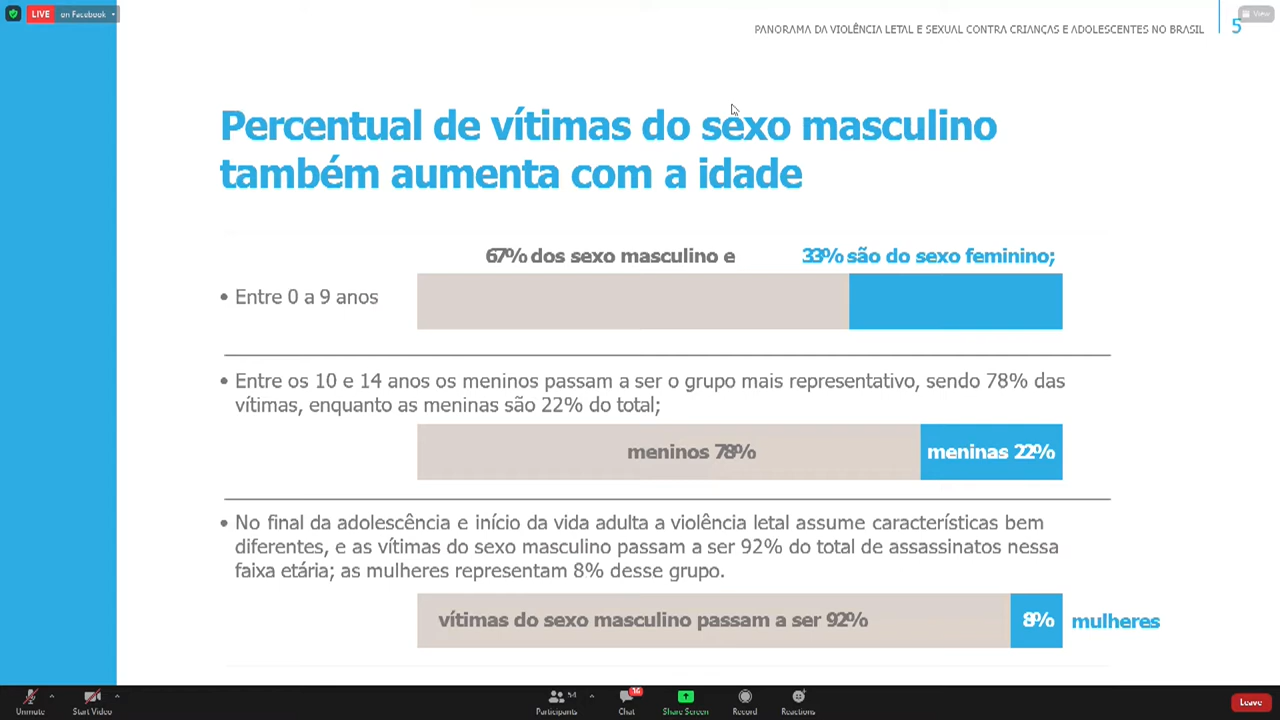 LIVE on Facebook
View
PANORAMA DA VIOLÊNCIA LETAL E SEXUAL CONTRA CRIANÇAS E ADOLESCENTES NO BRASIL 5
Percentual de vítimas do sexo masculino
também aumenta com a idade
67% dos sexo masculino e 33% são do sexo feminino;
• Entre 0 a 9 anos
• Entre os 10 e 14 anos os meninos passam a ser o grupo mais representativo, sendo 78% das
vítimas, enquanto as meninas são 22% do total;
meninos 78% meninas 22%
• No final da adolescência e início da vida adulta a violência letal assume características bem
diferentes, e as vítimas do sexo masculino passam a ser 92% do total de assassinatos nessa
faixa etária; as mulheres representam 8% desse grupo.
vítimas do sexo masculino passam a ser 92% 8% mulheres
54 16
Unmute Start Video Participants Chat Share Screen Record Reactions Leave